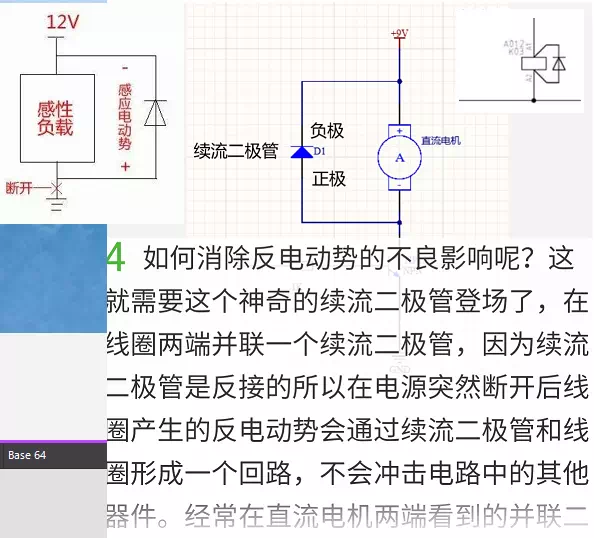 12V
-
感性
负载
感应电动势
+
断开
+9V
负极
续流二极管
D1
正极
+
直流电机
A
-
A1
K03
A2
4 如何消除反电动势的不良影响呢？这
就需要这个神奇的续流二极管登场了，在
线圈两端并联一个续流二极管，因为续流
二极管是反接的所以在电源突然断开后线
圈产生的反电动势会通过续流二极管和线
圈形成一个回路，不会冲击电路中的其他
器件。经常在直流电机两端看到的并联二
Base 64